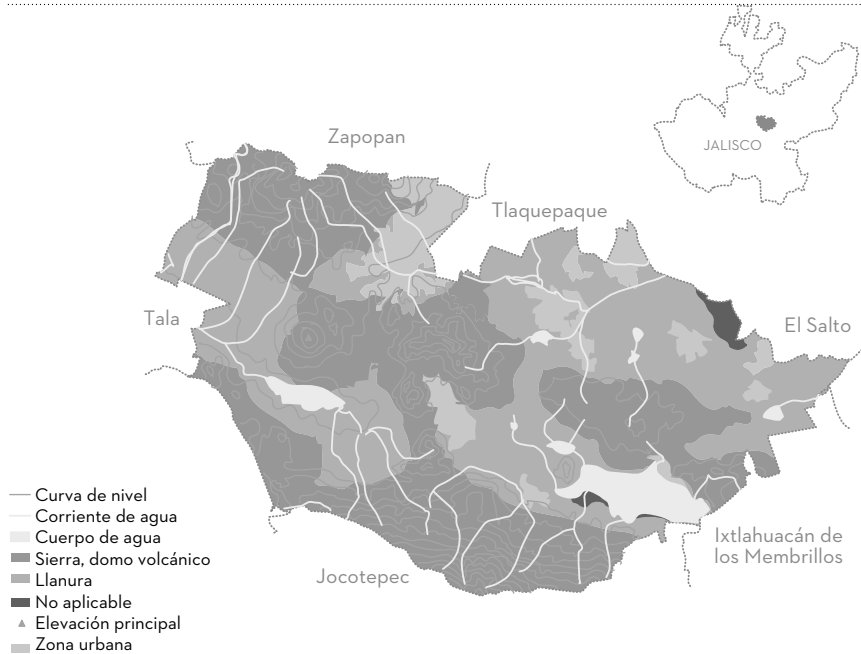 JALISCO
Zapopan
Tlaquepaque
Tala
El Salto
Ixtlahuacán de
los Membrillos
Jocotepec
Curva de nivel
Corriente de agua
Cuerpo de agua
Sierra, domo volcánico
Llanura
No aplicable
Elevación principal
Zona urbana